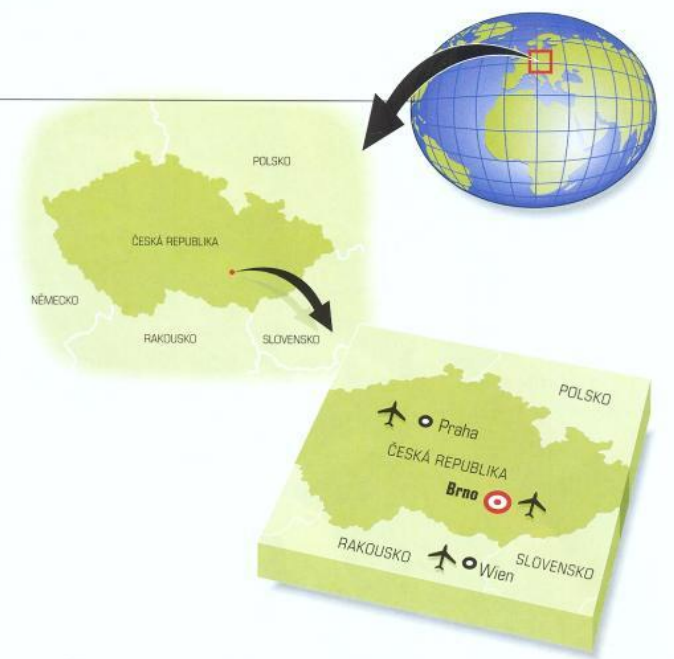 POLSKO
ČESKÁ REPUBLIKA
NĚMECKO
RAKOUSKO
SLOVENSKO
POLSKO
Praha
ČESKÁ REPUBLIKA
Brno
RAKOUSKO
Wien
SLOVENSKO